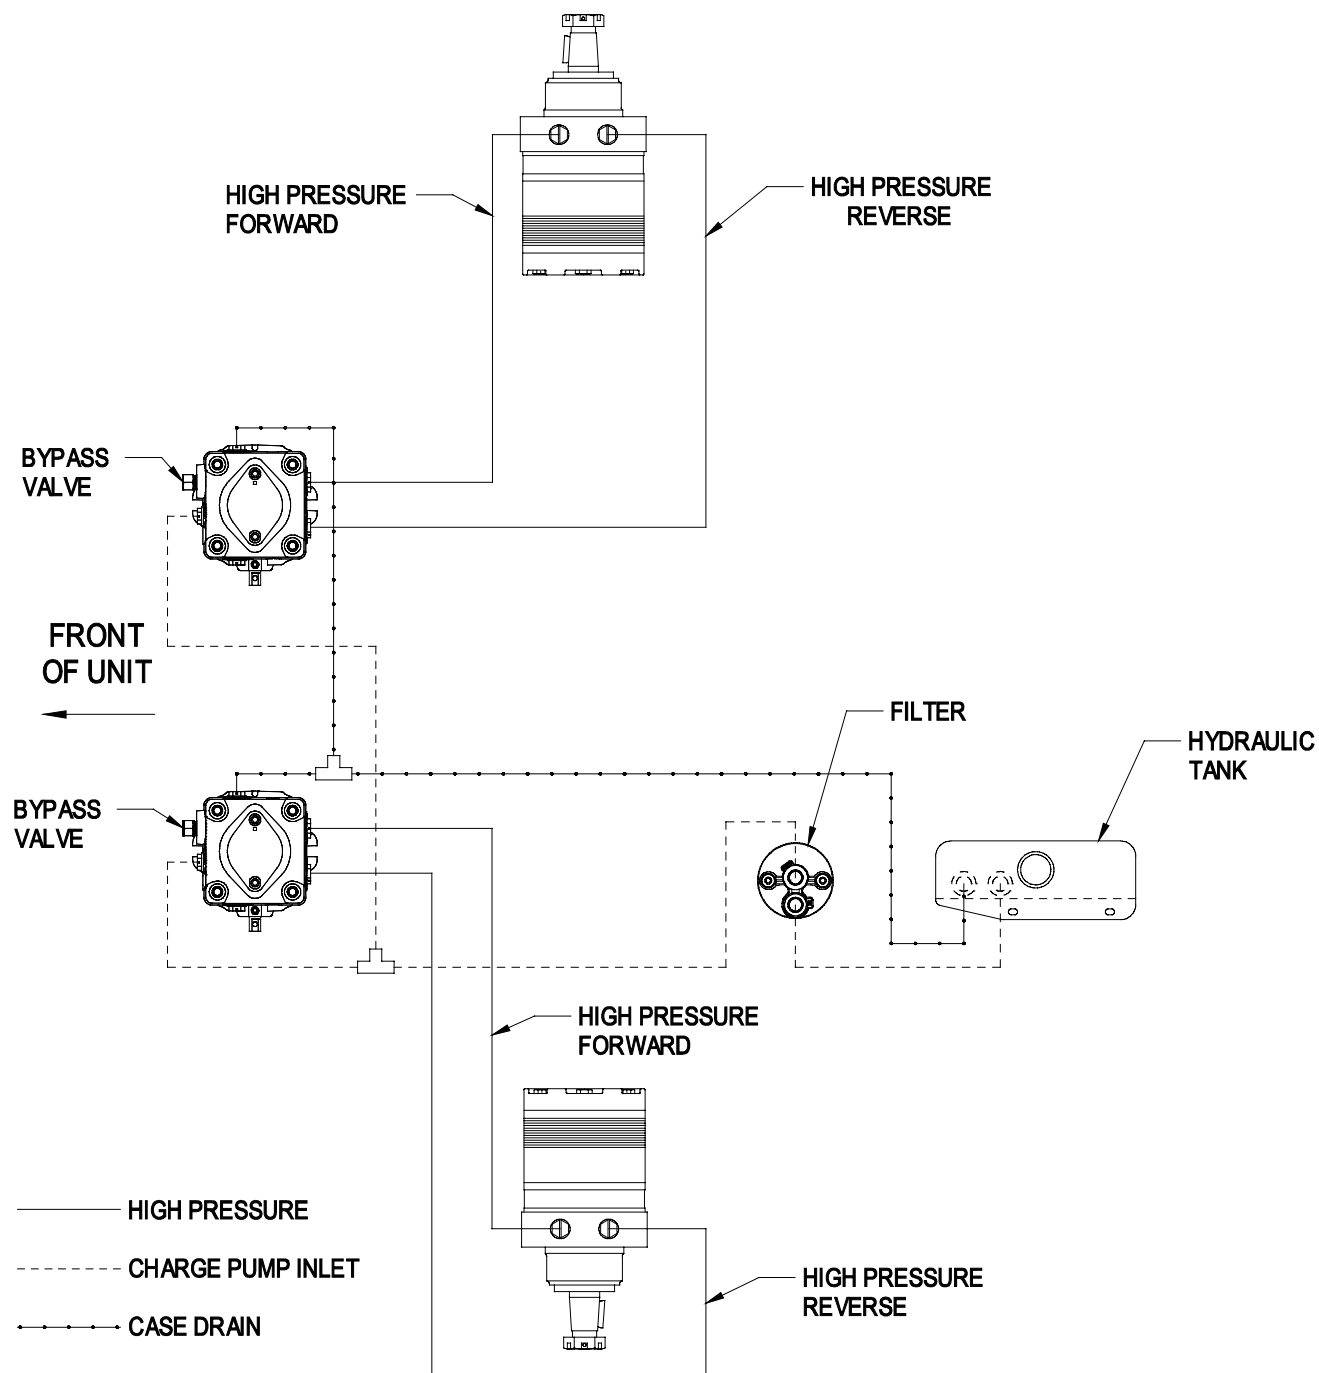 HIGH PRESSURE
FORWARD
HIGH PRESSURE
REVERSE
BYPASS
VALVE
FRONT
OF UNIT
FILTER
HYDRAULIC
TANK
BYPASS
VALVE
HIGH PRESSURE
FORWARD
HIGH PRESSURE
CHARGE PUMP INLET
CASE DRAIN
HIGH PRESSURE
REVERSE